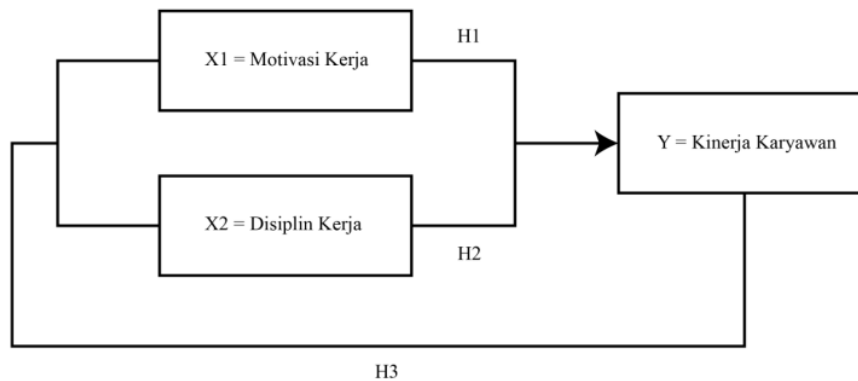 H1
X1 = Motivasi Kerja
Y = Kinerja Karyawan
X2 = Disiplin Kerja
H2
H3